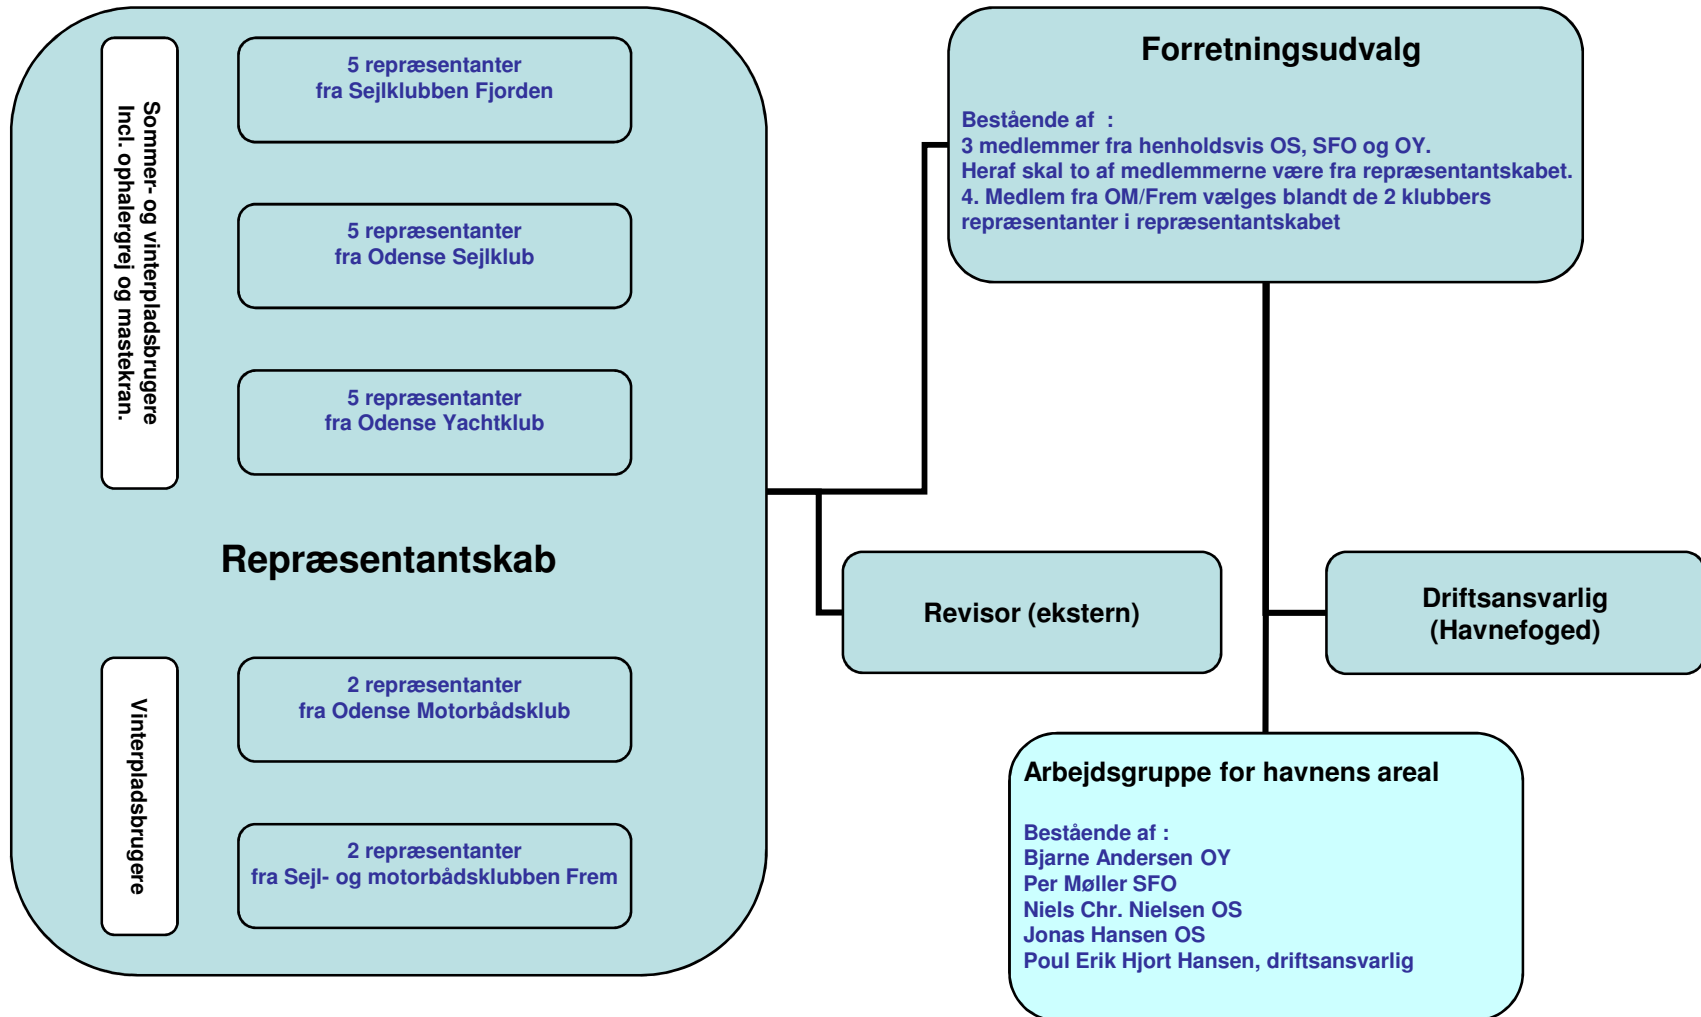 Sommer- og vinterpladsbrugere
Incl. ophalergrej og mastekran.
5 repræsentanter
fra Sejlklubben Fjorden
5 repræsentanter
fra Odense Sejlklub
5 repræsentanter
fra Odense Yachtklub
Repræsentantskab
Vinterpladsbrugere
2 repræsentanter
fra Odense Motorbådsklub
2 repræsentanter
fra Sejl- og motorbådsklubben Frem
Forretningsudvalg
Bestående af :
3 medlemmer fra henholdsvis OS, SFO og OY.
Heraf skal to af medlemmerne være fra repræsentantskabet.
4. Medlem fra OM/Frem vælges blandt de 2 klubbers
repræsentanter i repræsentantskabet
Revisor (ekstern)
Driftsansvarlig
(Havnefoged)
Arbejdsgruppe for havnens areal
Bestående af :
Bjarne Andersen OY
Per Møller SFO
Niels Chr. Nielsen OS
Jonas Hansen OS
Poul Erik Hjort Hansen, driftsansvarlig